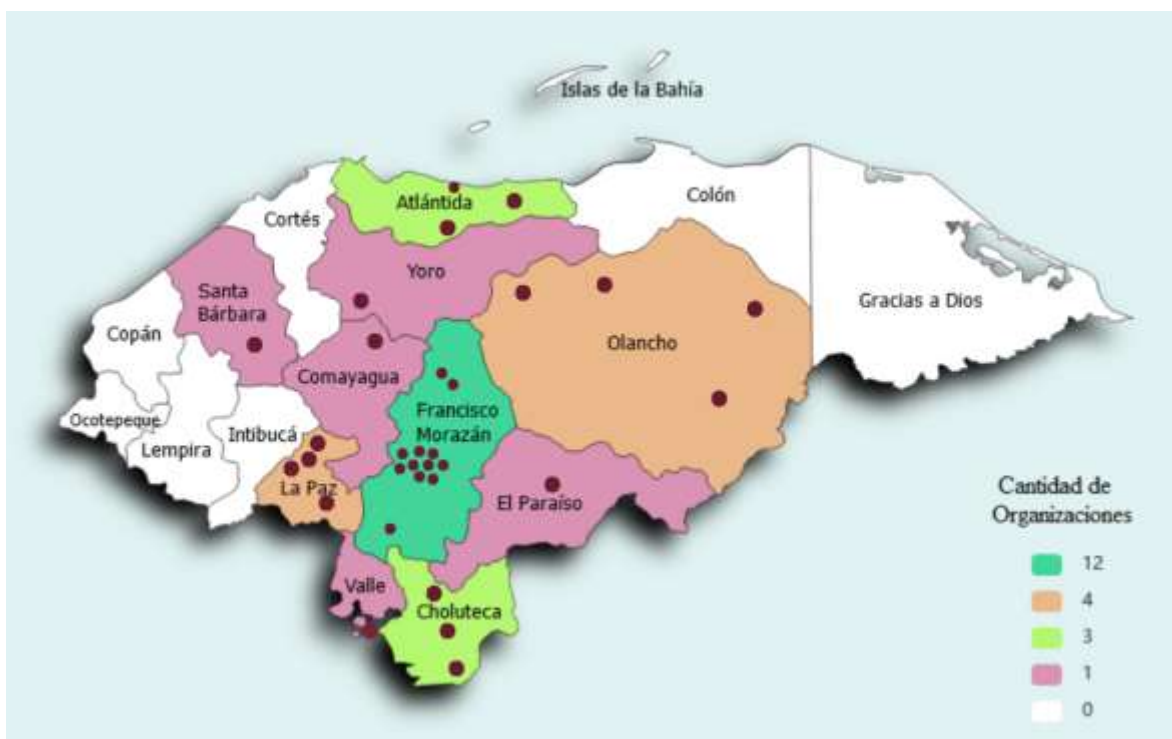 Islas de la Bahía
Atlántida
Colón
Cortés
Yoro
Santa
Bárbara
Gracias a Dios
Copán
Olancho
Comayagua
Francisco
Morazán
Ocotepeque
Intibucá
Lempira
La Paz
El Paraíso
Valle
Choluteca
Cantidad de
Organizaciones
12
4
3
1
0